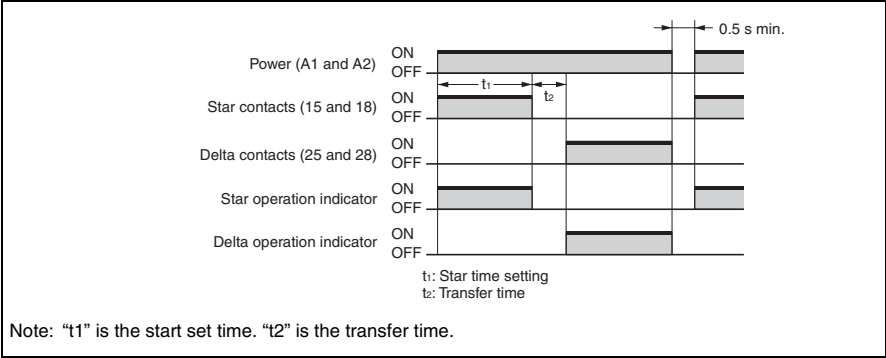 0.5 s min.
Power (A1 and A2) ON
OFF
t1 t2
Star contacts (15 and 18) ON
OFF
Delta contacts (25 and 28) ON
OFF
Star operation indicator ON
OFF
Delta operation indicator ON
OFF
t1: Star time setting
t2: Transfer time
Note: “t1” is the start set time. “t2” is the transfer time.